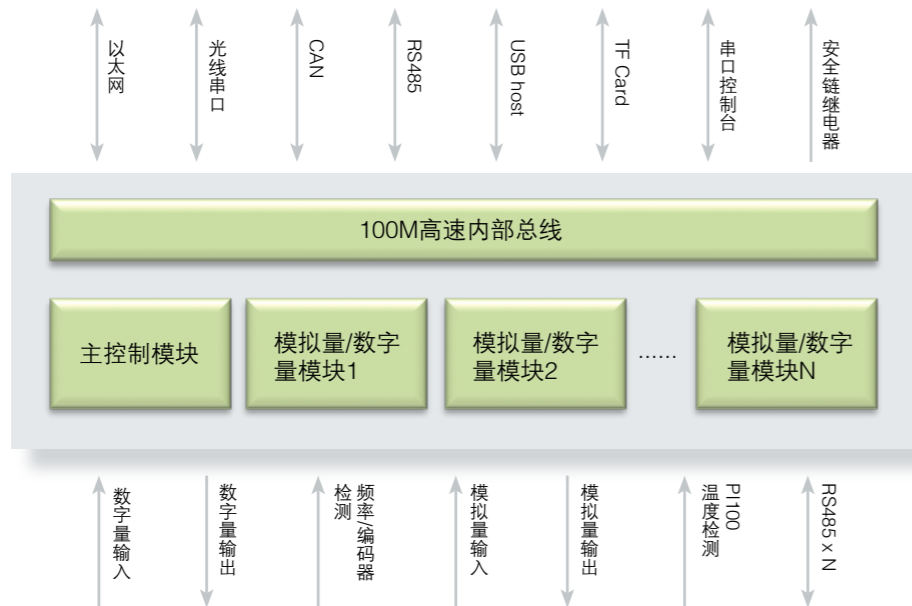 以太网
光线串口
CAN
RS485
USB host
TF Card
串口控制台
安全链继电器
100M高速内部总线
主控制模块
模拟量/数字
量模块1
模拟量/数字
量模块2
......
模拟量/数字
量模块N
数字量输入
数字量输出
频率/编码器
检测
模拟量输入
模拟量输出
PI100
温度检测
RS485 x N